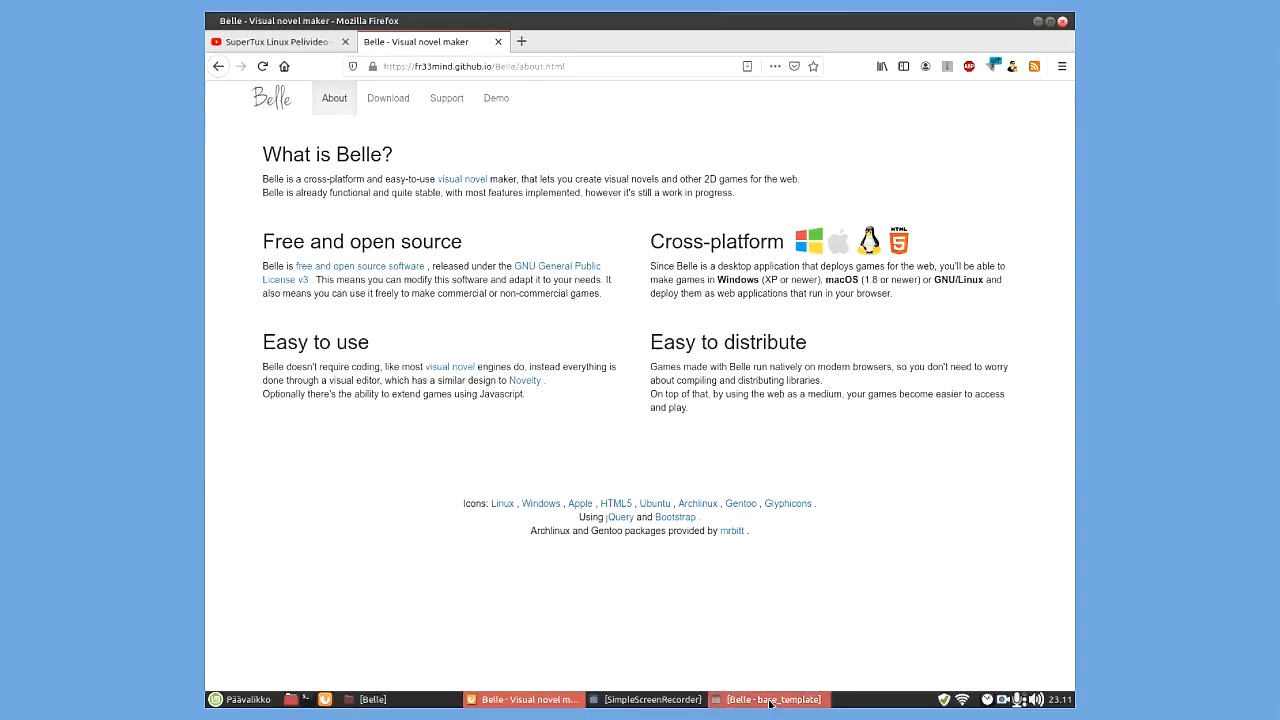 Belle - Visual novel maker - Mozilla Firefox
SuperTux Linux Pelivideo
Belle - Visual novel maker
https://fr33mind.github.io/Belle/about.html
ABP
Belle
About
Download
Support
Demo
What is Belle?
Belle is a cross-platform and easy-to-use visual novel maker, that lets you create visual novels and other 2D games for the web.
Belle is already functional and quite stable, with most features implemented, however it's still a work in progress.
Free and open source
Belle is free and open source software , released under the GNU General Public
License v3 . This means you can modify this software and adapt it to your needs. It
also means you can use it freely to make commercial or non-commercial games.
Cross-platform
HTML
5
Since Belle is a desktop application that deploys games for the web, you'll be able to
make games in Windows (XP or newer), macOS (1.8 or newer) or GNU/Linux and
deploy them as web applications that run in your browser.
Easy to use
Belle doesn't require coding, like most visual novel engines do, instead everything is
done through a visual editor, which has a similar design to Novelty .
Optionally there's the ability to extend games using Javascript.
Easy to distribute
Games made with Belle run natively on modern browsers, so you don't need to worry
about compiling and distributing libraries.
On top of that, by using the web as a medium, your games become easier to access
and play.
Icons: Linux , Windows , Apple , HTML5 , Ubuntu , Archlinux , Gentoo , Glyphicons .
Using jQuery and Bootstrap .
Archlinux and Gentoo packages provided by mrbitt .
Päävalikko
[Belle]
Belle - Visual novel m...
[SimpleScreenRecorder]
[Belle - base_template]
23.11